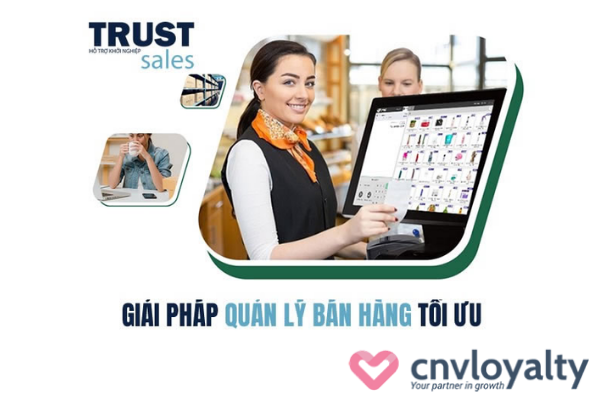 TRUST
HỖ TRỢ KHỞI NGHIỆP
sales
GIẢI PHÁP QUẢN LÝ BÁN HÀNG TỐI ƯU
cnvloyalty
Your partner in growth